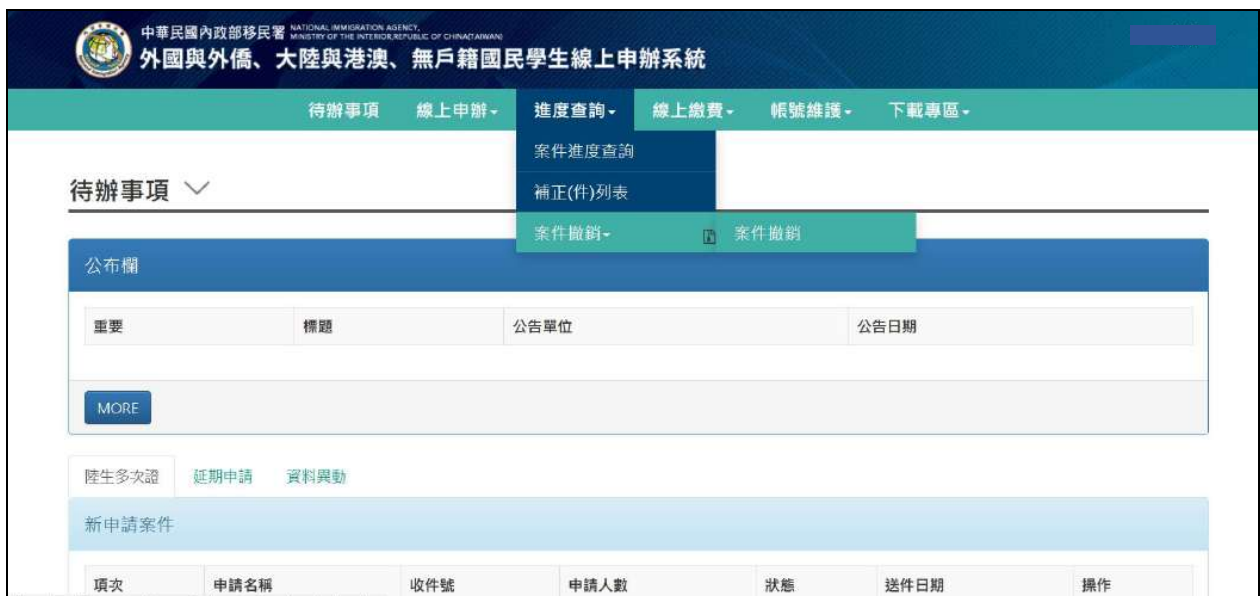 中華民國內政部移民署 NATIONAL IMMIGRATION AGENCY,
MINISTRY OF THE INTERIOR,REPUBLIC OF CHINA(TAIWAN)
外國與外僑、大陸與港澳、無戶籍國民學生線上申辦系統
待辦事項 線上申辦 進度查詢 線上繳費 帳號維護 下載專區
案件進度查詢
補正(件)列表
案件撤銷 案件撤銷
待辦事項
公布欄
重要 標題 公告單位 公告日期
MORE
陸生多次證 延期申請 資料異動
新申請案件
項次 申請名稱 收件號 申請人數 狀態 送件日期 操作